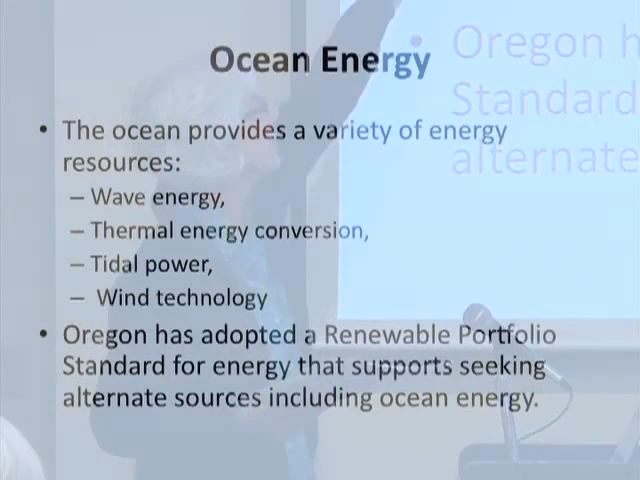 Ocean Energy
• The ocean provides a variety of energy
resources:
– Wave energy,
– Thermal energy conversion,
– Tidal power,
– Wind technology
• Oregon has adopted a Renewable Portfolio
Standard for energy that supports seeking
alternate sources including ocean energy.
• Oregon h
Standard
alternate